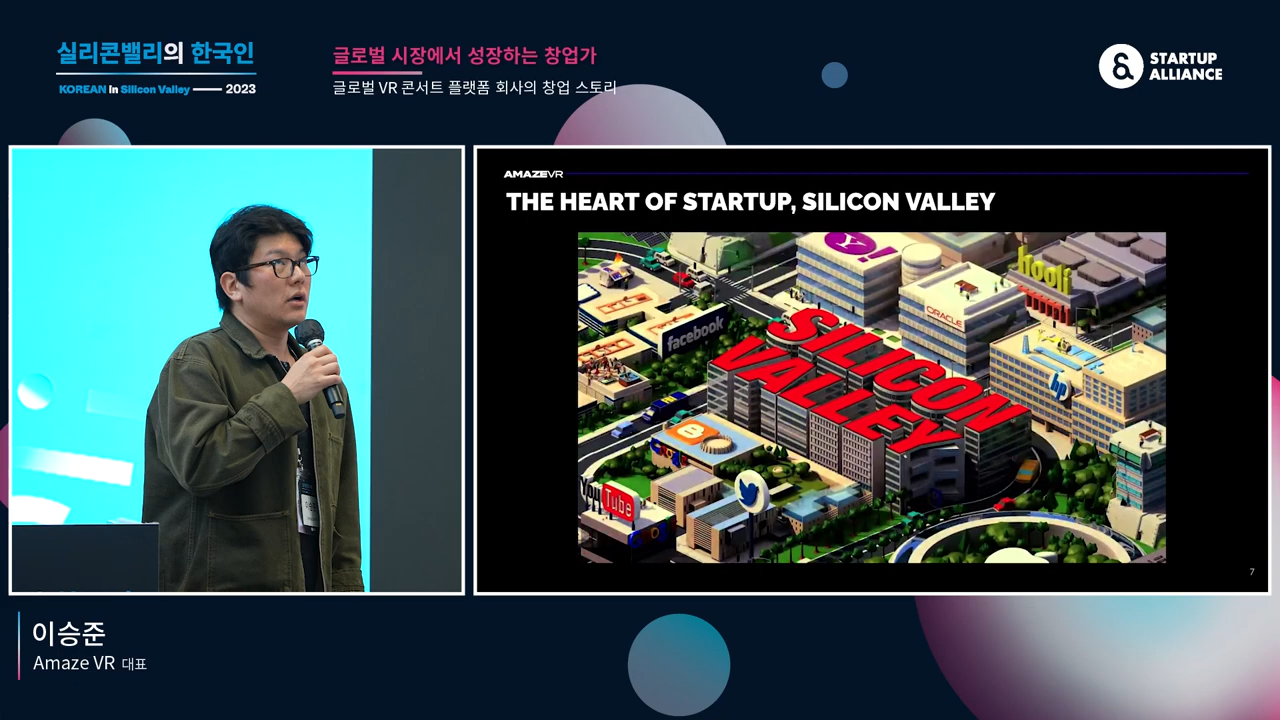 실리콘밸리의 한국인
KOREAN in Silicon Valley 2023
글로벌 시장에서 성장하는 창업가
글로벌 VR 콘서트 플랫폼 회사의 창업 스토리
STARTUP
ALLIANCE
AMAZEVR
THE HEART OF STARTUP, SILICON VALLEY
Y!
hooli
ORACLE
facebook
SILICON
VALLEY
hp
YouTube
7
이승준
Amaze VR 대표